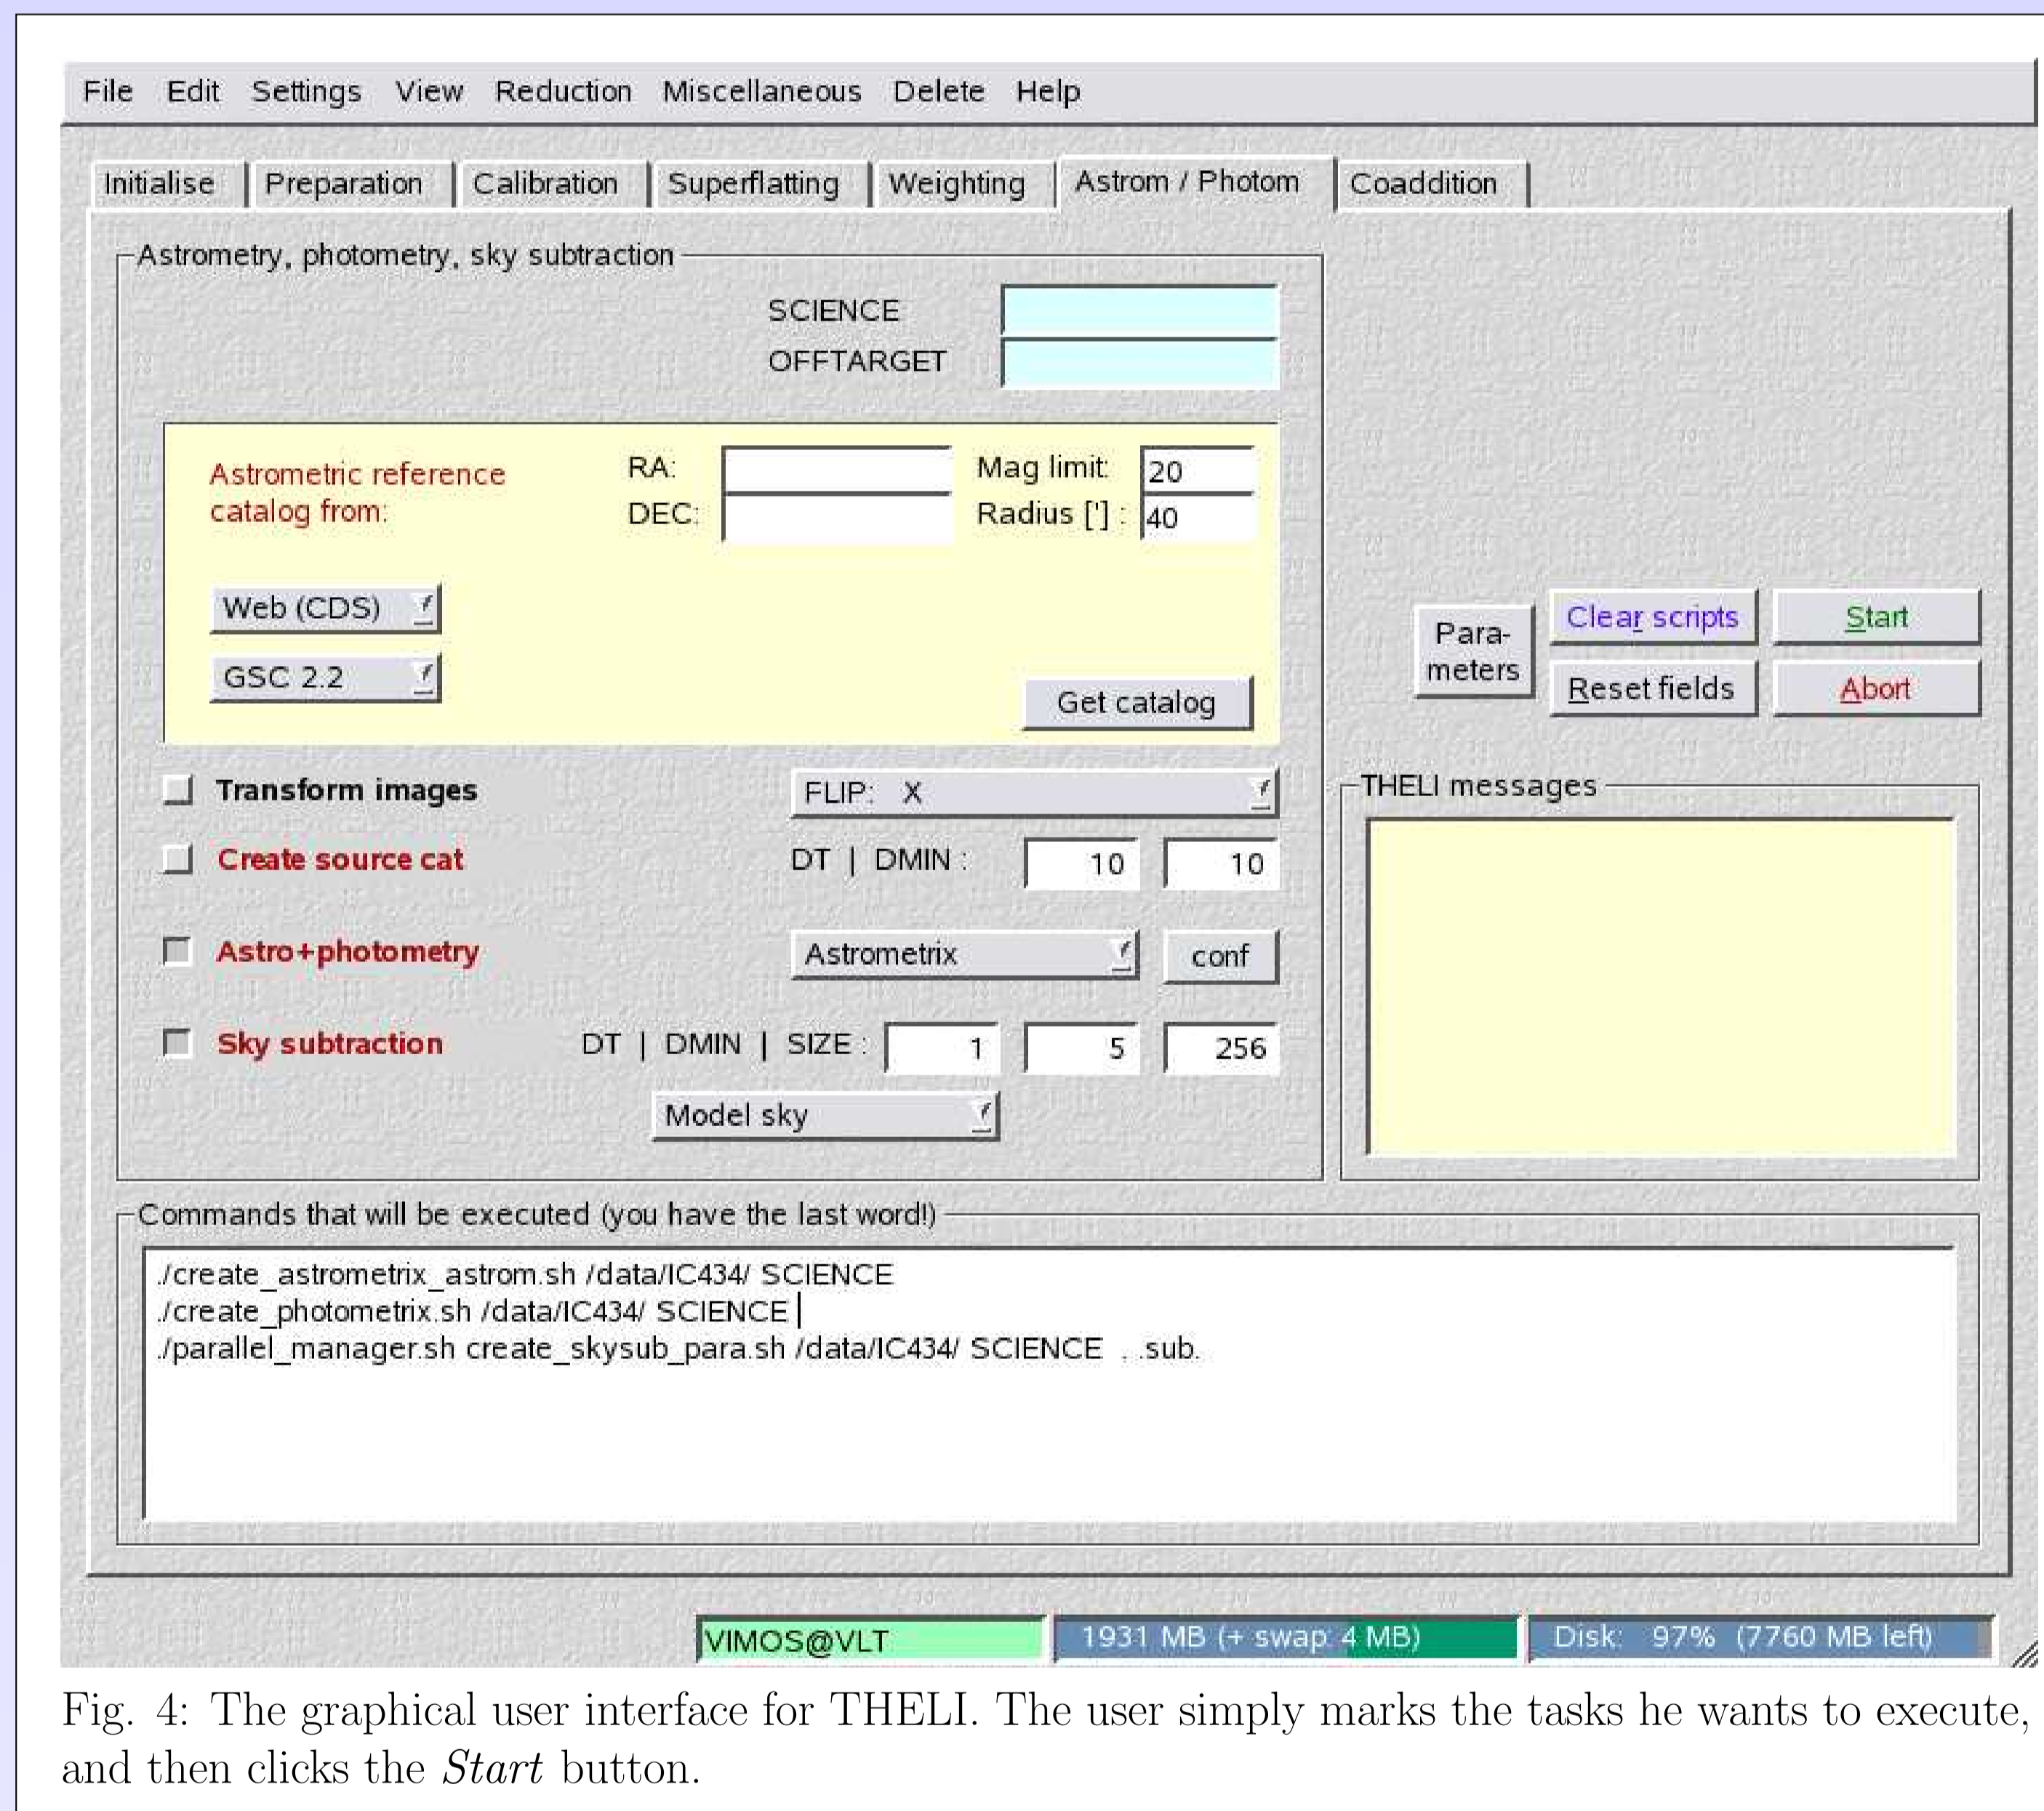 File Edit Settings View Reduction Miscellaneous Delete Help
Initialise Preparation Calibration Superflatting Weighting Astrom / Photom Coaddition
Astrometry, photometry, sky subtraction
SCIENCE
OFFTARGET
Astrometric reference
catalog from:
RA: Mag limit: 20
DEC: Radius ['] : 40
Web (CDS)
GSC 2.2
Get catalog
Para-
meters
Clear scripts Start
Reset fields Abort
Transform images FLIP: X
Create source cat DT | DMIN : 10 10
Astro+photometry Astrometrix conf
Sky subtraction DT | DMIN | SIZE : 1 5 256
Model sky
THELI messages
Commands that will be executed (you have the last word!)
./create_astrometrix_astrom.sh /data/IC434/ SCIENCE
./create_photometrix.sh /data/IC434/ SCIENCE
./parallel_manager.sh create_skysub_para.sh /data/IC434/ SCIENCE . .sub.
VIMOS@VLT 1931 MB (+ swap: 4 MB) Disk: 97% (7760 MB left)
Fig. 4: The graphical user interface for THELI. The user simply marks the tasks he wants to execute,
and then clicks the Start button.